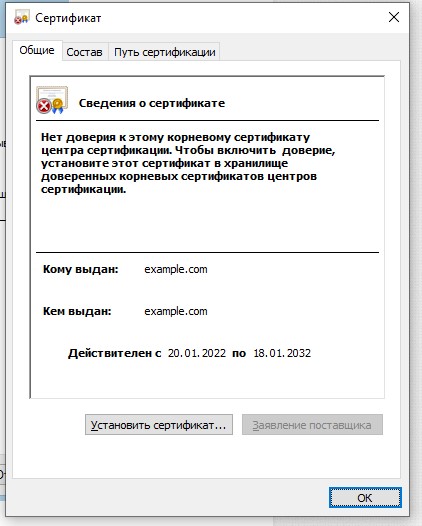 Сертификат
Общие Состав Путь сертификации
Сведения о сертификате
Нет доверия к этому корневому сертификату
центра сертификации. Чтобы включить доверие,
установите этот сертификат в хранилище
доверенных корневых сертификатов центров
сертификации.
Кому выдан: example.com
Кем выдан: example.com
Действителен с 20.01.2022 по 18.01.2032
Установить сертификат... Заявление поставщика
ОК